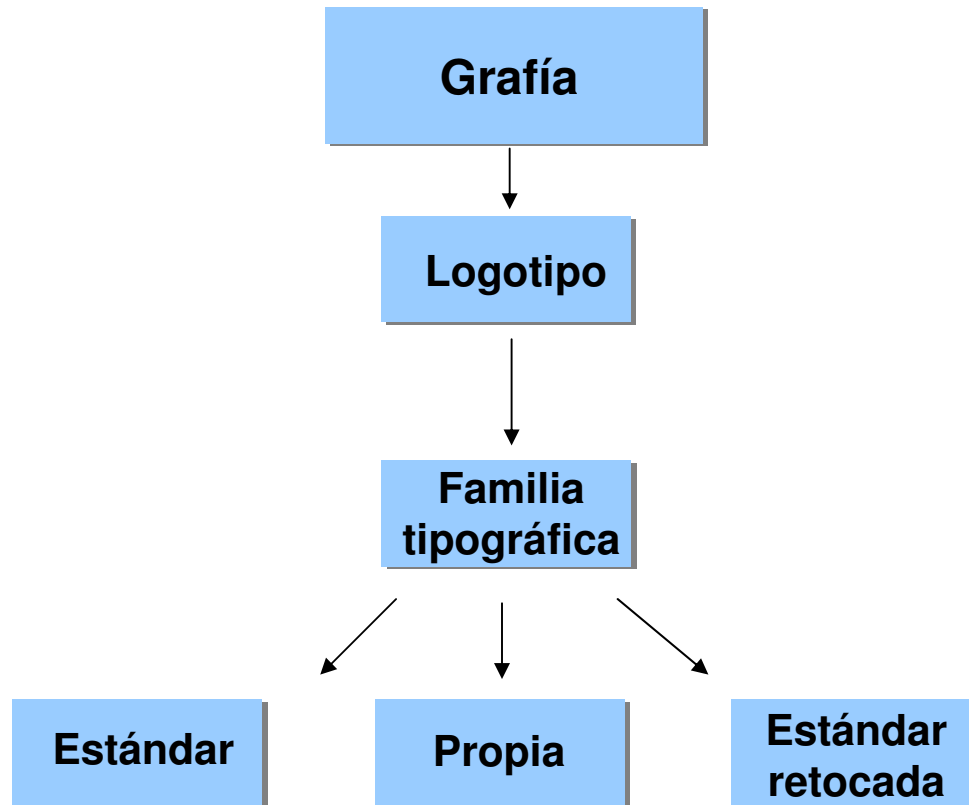 Grafía
Logotipo
Familia
tipográfica
Estándar
Propia
Estándar
retocada